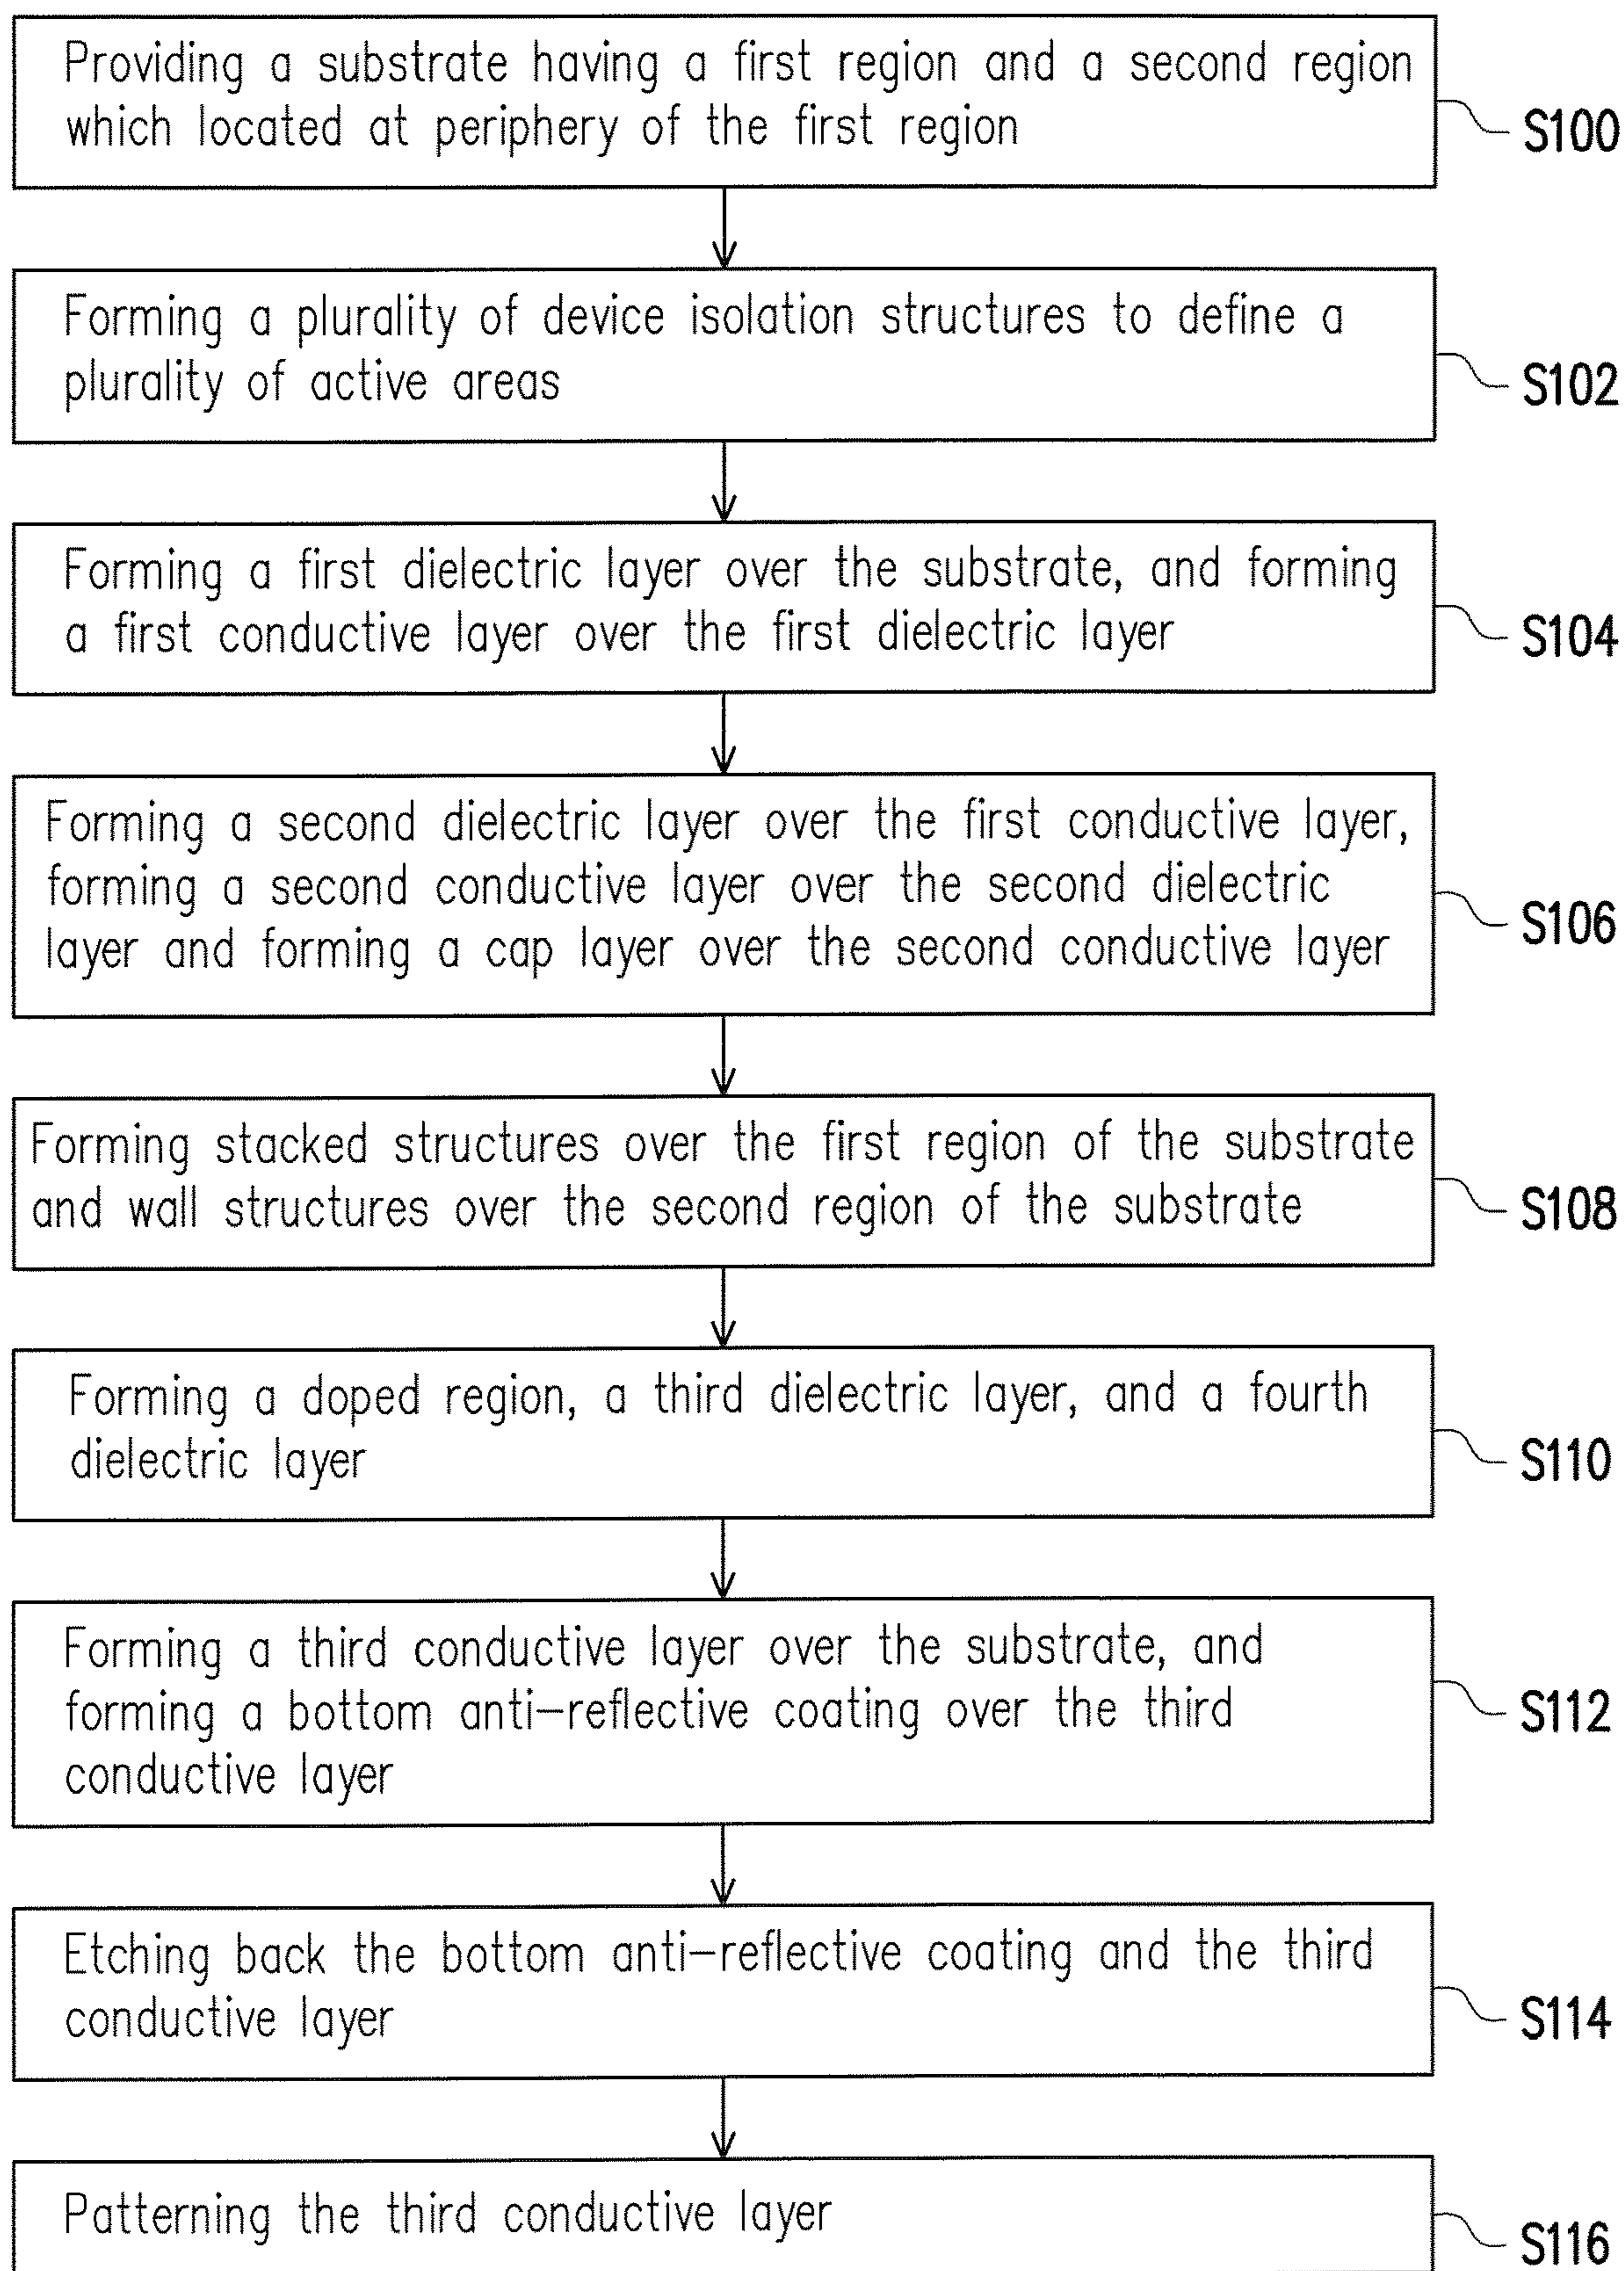 Providing a substrate having a first region and a second region
which located at periphery of the first region
S100
Forming a plurality of device isolation structures to define a
plurality of active areas
S102
Forming a first dielectric layer over the substrate, and forming
a first conductive layer over the first dielectric layer
S104
Forming a second dielectric layer over the first conductive layer,
forming a second conductive layer over the second dielectric
layer and forming a cap layer over the second conductive layer
S106
Forming stacked structures over the first region of the substrate
and wall structures over the second region of the substrate
S108
Forming a doped region, a third dielectric layer, and a fourth
dielectric layer
S110
Forming a third conductive layer over the substrate, and
forming a bottom anti-reflective coating over the third
conductive layer
S112
Etching back the bottom anti-reflective coating and the third
conductive layer
S114
Patterning the third conductive layer
S116